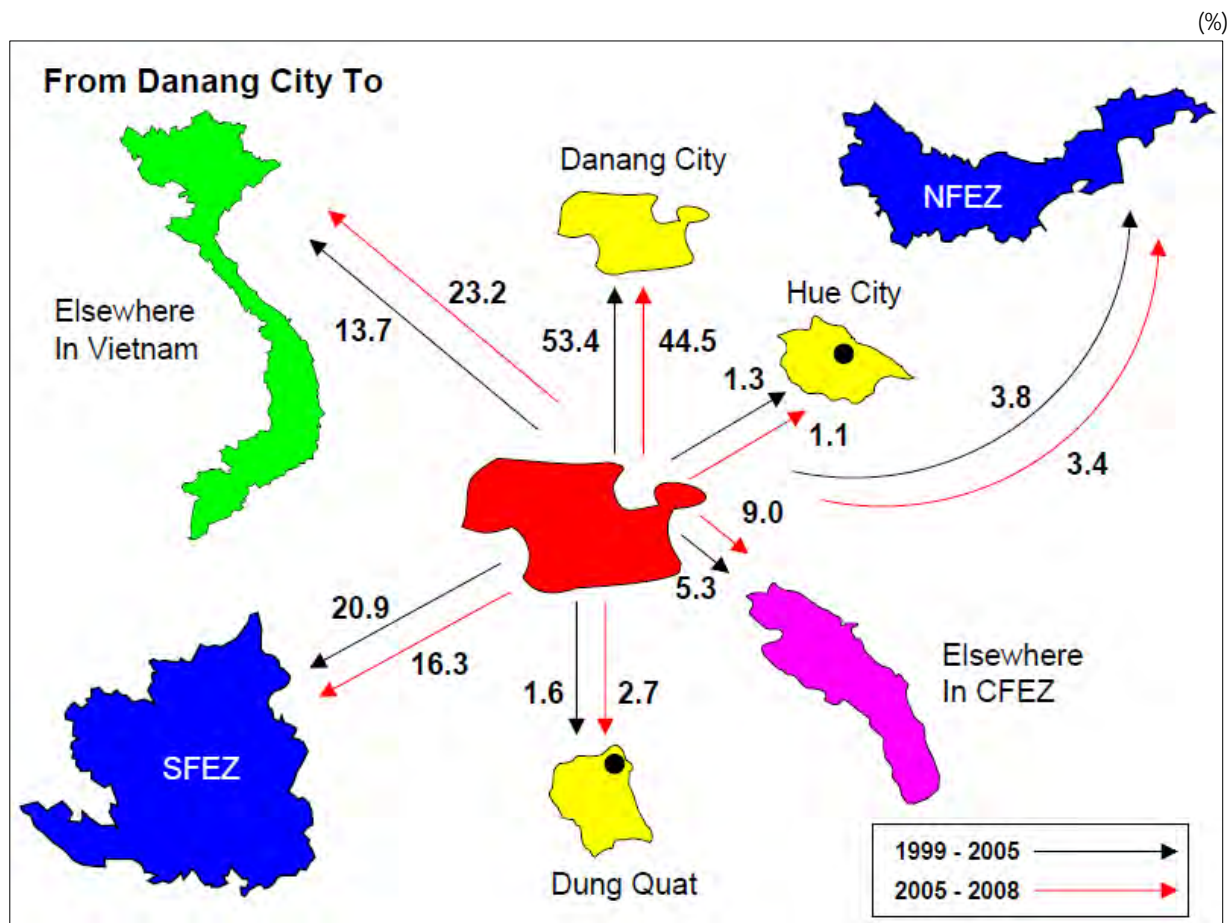 (%)
From Danang City To
Danang City
NFEZ
Hue City
Elsewhere
In Vietnam
23.2
13.7
53.4
44.5
1.3
1.1
3.8
3.4
9.0
5.3
20.9
16.3
1.6
2.7
Elsewhere
In CFEZ
SFEZ
Dung Quat
1999 - 2005
2005 - 2008